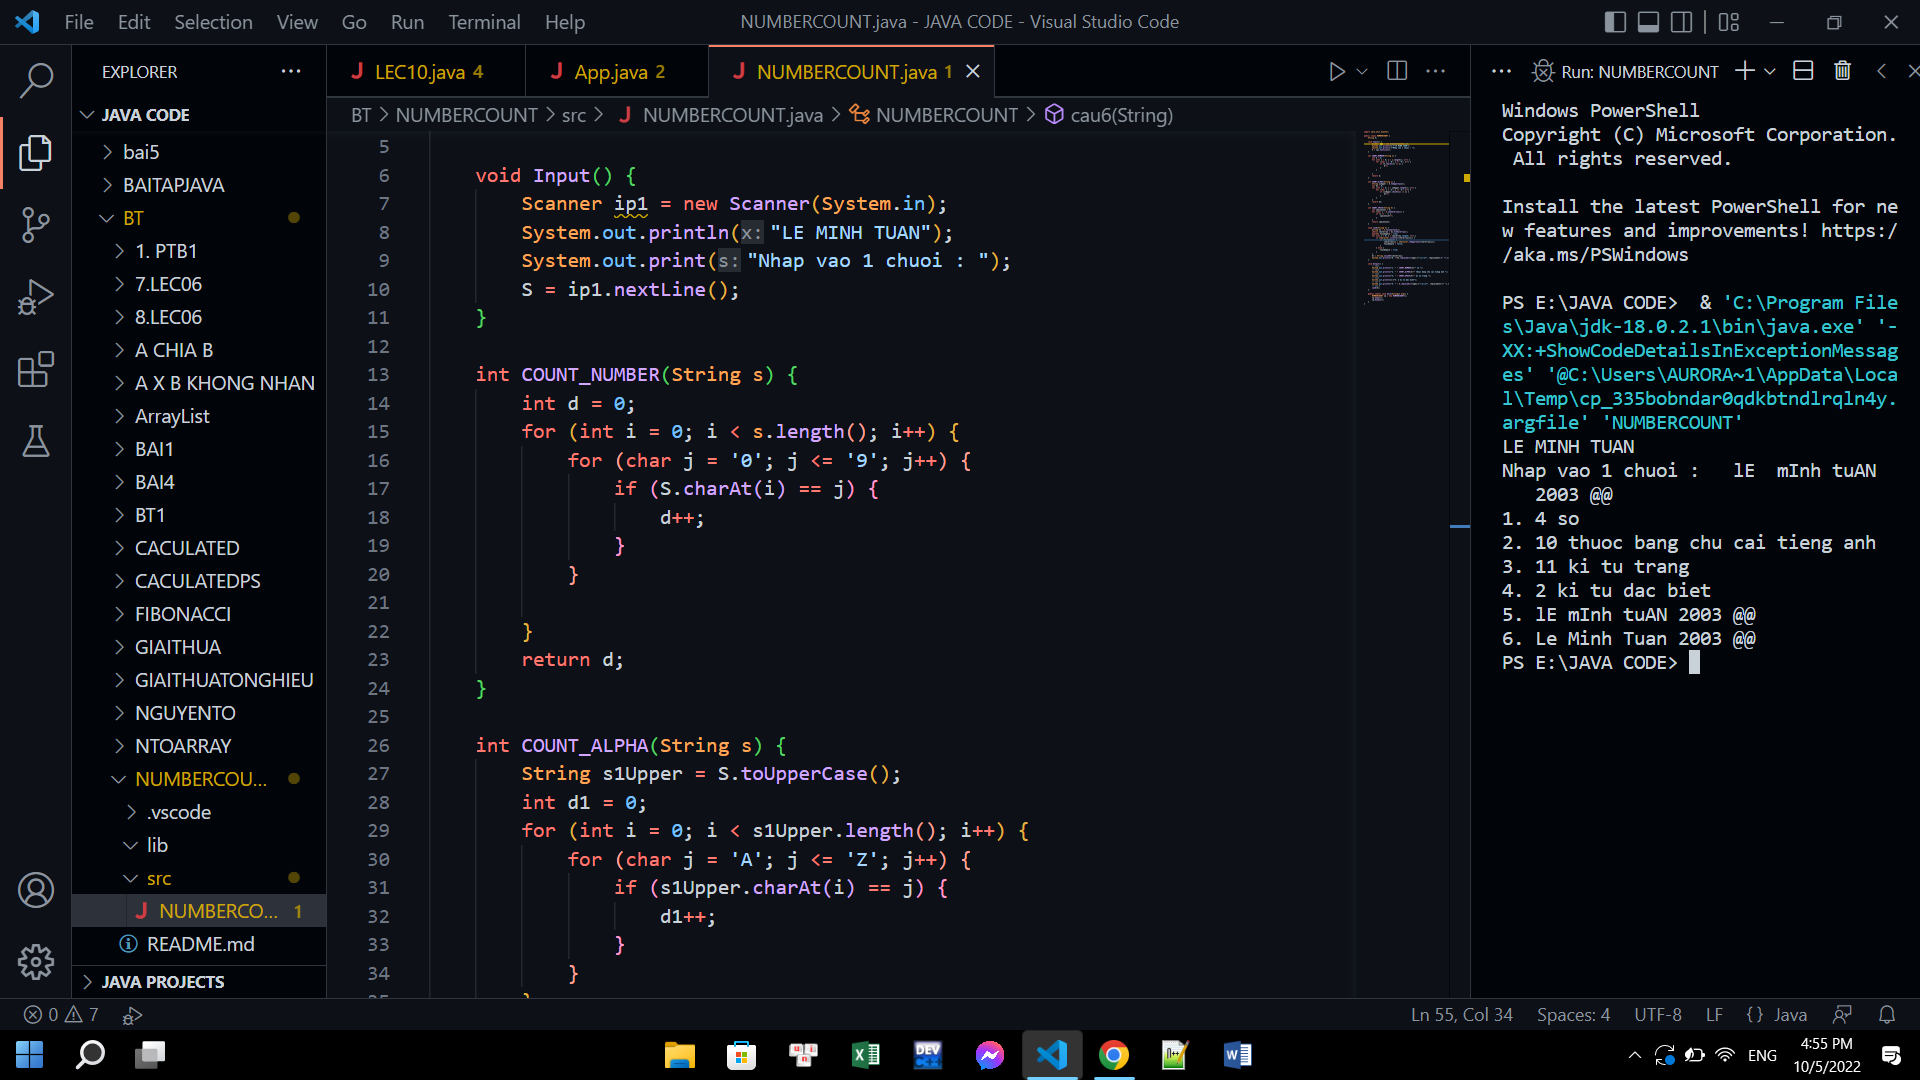 File Edit Selection View Go Run Terminal Help NUMBERCOUNT.java - JAVA CODE - Visual Studio Code
EXPLORER
JAVA CODE
bai5
BAITAPJAVA
BT
1. PTB1
7.LEC06
8.LEC06
A CHIA B
A X B KHONG NHAN
ArrayList
BAI1
BAI4
BT1
CACULATED
CACULATEDPS
FIBONACCI
GIAITHUA
GIAITHUATONGHIEU
NGUYENTO
NTOARRAY
NUMBERCOU...
.vscode
lib
src
NUMBERCO... 1
README.md
JAVA PROJECTS
LEC10.java 4 App.java 2 NUMBERCOUNT.java 1
BT > NUMBERCOUNT > src > NUMBERCOUNT.java > NUMBERCOUNT > cau6(String)
5
6 void Input() {
7 Scanner ip1 = new Scanner(System.in);
8 System.out.println(x: "LE MINH TUAN");
9 System.out.print(s: "Nhap vao 1 chuoi : ");
10 S = ip1.nextLine();
11 }
12
13 int COUNT_NUMBER(String s) {
14 int d = 0;
15 for (int i = 0; i < s.length(); i++) {
16 for (char j = '0'; j <= '9'; j++) {
17 if (S.charAt(i) == j) {
18 d++;
19 }
20 }
21
22 }
23 return d;
24 }
25
26 int COUNT_ALPHA(String s) {
27 String s1Upper = S.toUpperCase();
28 int d1 = 0;
29 for (int i = 0; i < s1Upper.length(); i++) {
30 for (char j = 'A'; j <= 'Z'; j++) {
31 if (s1Upper.charAt(i) == j) {
32 d1++;
33 }
34 }
Run: NUMBERCOUNT
Windows PowerShell
Copyright (C) Microsoft Corporation.
All rights reserved.
Install the latest PowerShell for ne
w features and improvements! https:/
/aka.ms/PSWindows
PS E:\JAVA CODE> & 'C:\Program File
s\Java\jdk-18.0.2.1\bin\java.exe' '-
XX:+ShowCodeDetailsInExceptionMessag
es' '@C:\Users\AURORA~1\AppData\Loca
l\Temp\cp_335bobndar0qdkbtndlrqln4y.
argfile' 'NUMBERCOUNT'
LE MINH TUAN
Nhap vao 1 chuoi :   lE  mInh tuAN
2003 @@
1. 4 so
2. 10 thuoc bang chu cai tieng anh
3. 11 ki tu trang
4. 2 ki tu dac biet
5. lE mInh tuAN 2003 @@
6. Le Minh Tuan 2003 @@
PS E:\JAVA CODE>
0 7 Ln 55, Col 34 Spaces: 4 UTF-8 LF {} Java
ENG 4:55 PM
10/5/2022